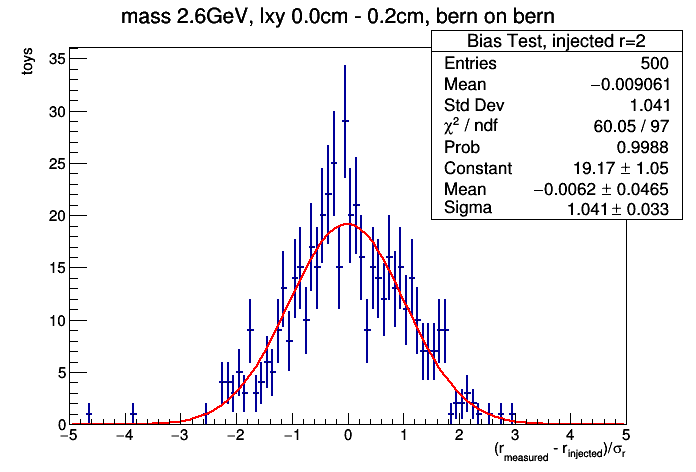 mass 2.6GeV, lxy 0.0cm - 0.2cm, bern on bern
Bias Test, injected r=2
Entries 500
Mean −0.009061
Std Dev 1.041
χ² / ndf 60.05 / 97
Prob 0.9988
Constant 19.17 ± 1.05
Mean −0.0062 ± 0.0465
Sigma 1.041 ± 0.033
toys
35
30
25
20
15
10
5
0
−5 −4 −3 −2 −1 0 1 2 3 4 5
(r_measured - r_injected)/σ_r